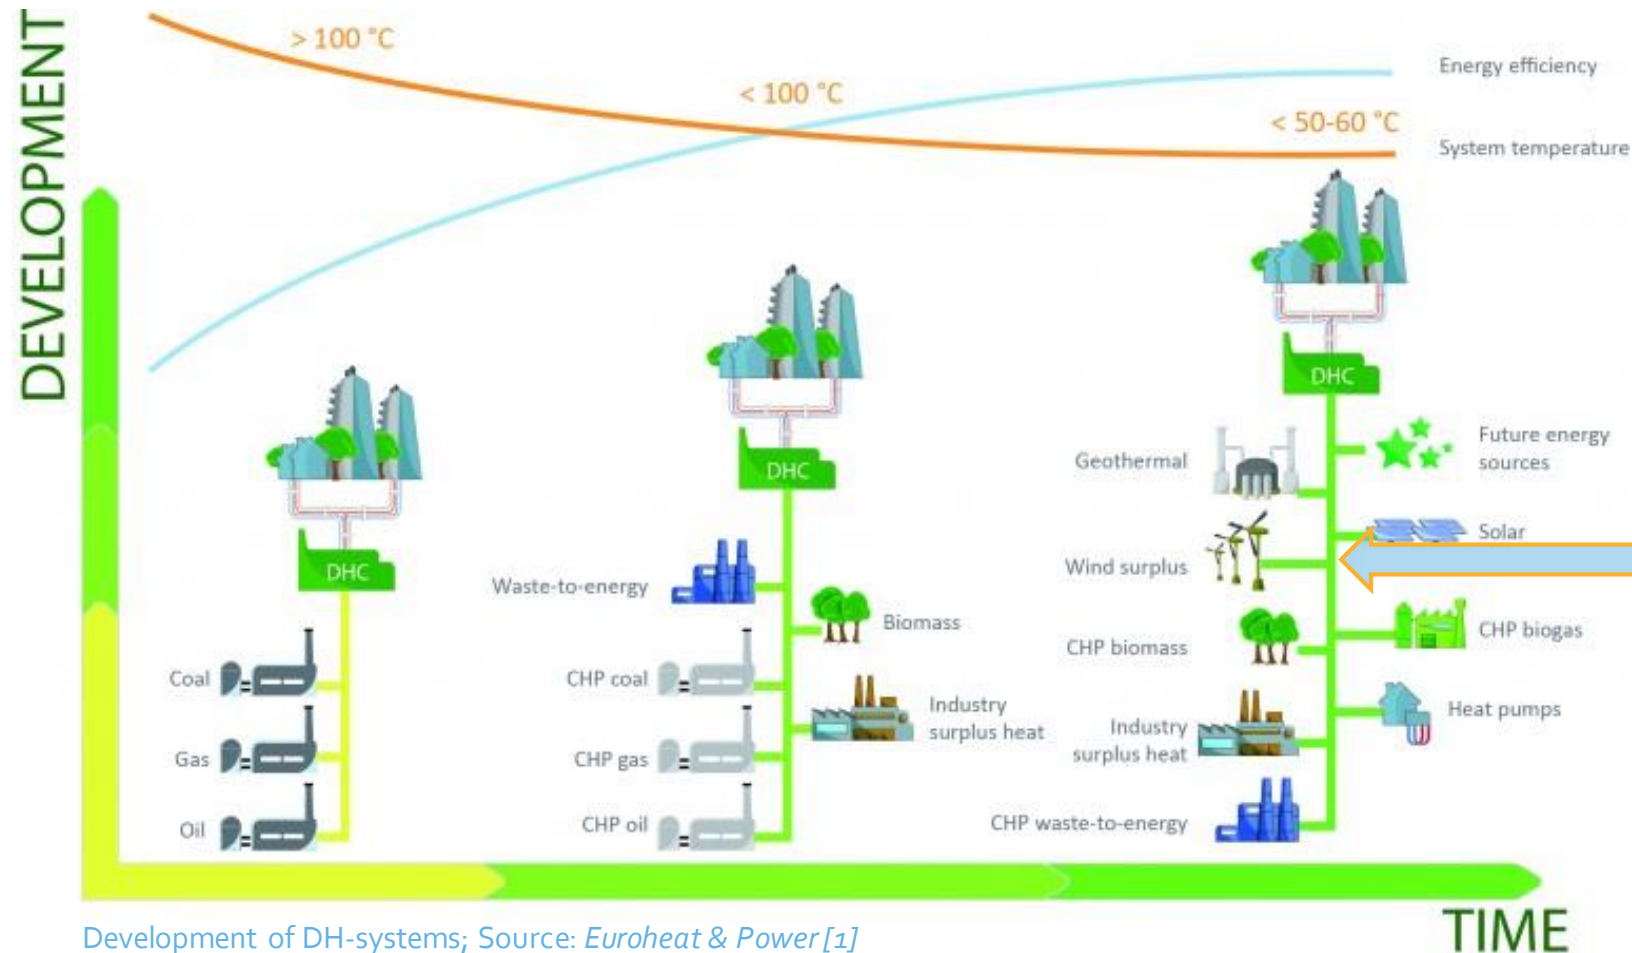 DEVELOPMENT
> 100 °C
< 100 °C
< 50-60 °C
Energy efficiency
System temperature
DHC
Coal
Gas
Oil
DHC
Waste-to-energy
Biomass
CHP coal
Industry
surplus heat
CHP gas
CHP oil
DHC
Geothermal
Future energy
sources
Solar
Wind surplus
CHP biogas
CHP biomass
Heat pumps
Industry
surplus heat
CHP waste-to-energy
TIME
Development of DH-systems; Source: Euroheat & Power [1]